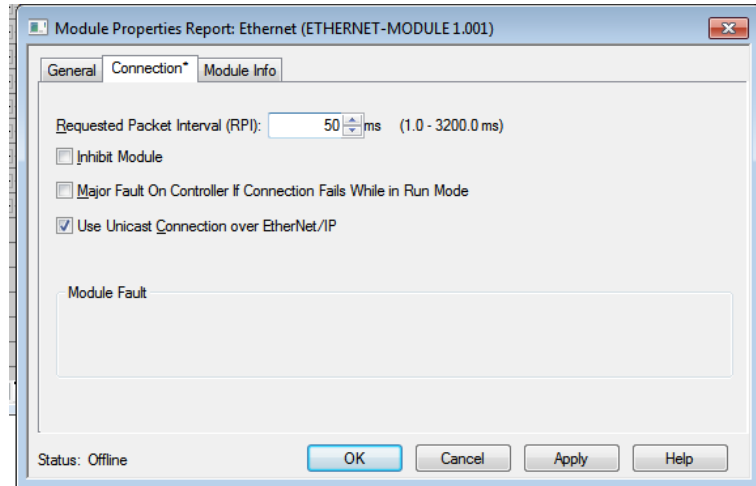 Module Properties Report: Ethernet (ETHERNET-MODULE 1.001)
General Connection* Module Info
Requested Packet Interval (RPI): 50 ms (1.0 - 3200.0 ms)
Inhibit Module
Major Fault On Controller If Connection Fails While in Run Mode
Use Unicast Connection over EtherNet/IP
Module Fault
Status: Offline OK Cancel Apply Help